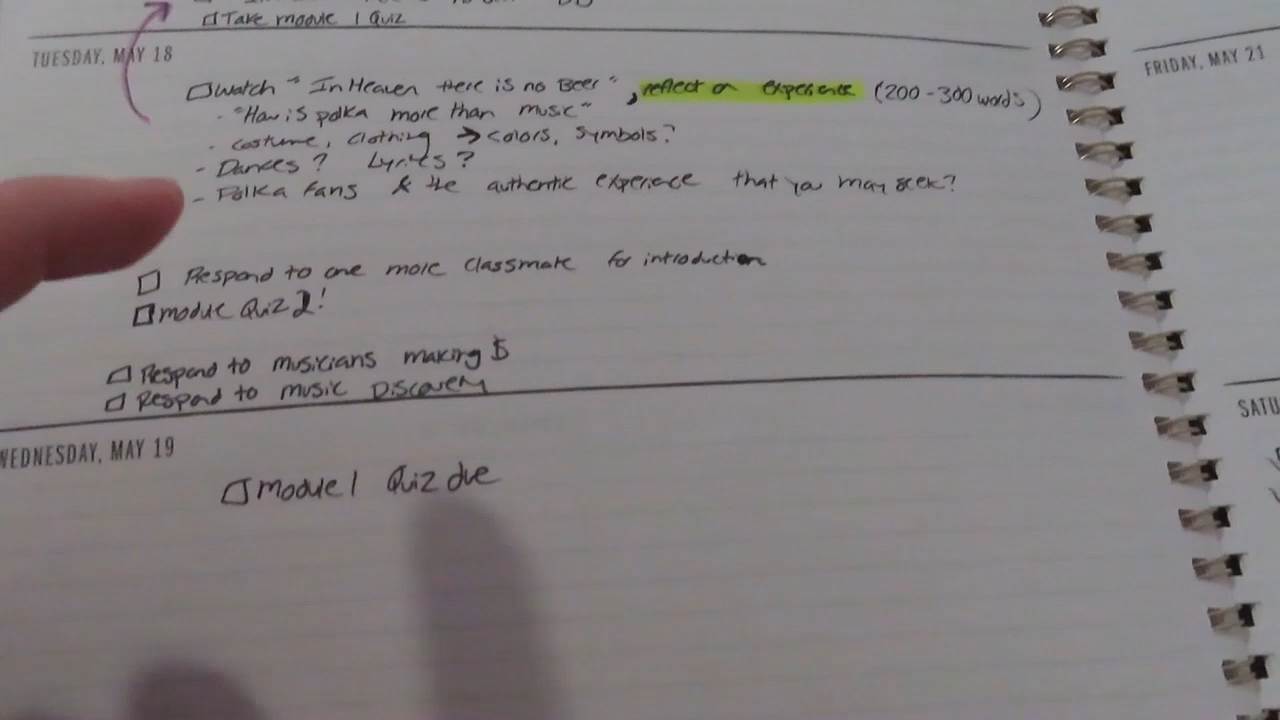 □ Take module 1 Quiz
TUESDAY, MAY 18
FRIDAY, MAY 21
□ Watch "In Heaven there is no Beer", reflect on experience (200-300 words)
- "How is polka more than music"
- costume, clothing → colors, symbols?
- Dances? Lyrics?
- Polka fans & the authentic experience that you may seek?
□ Respond to one more classmate for introduction
□ module Quiz 2!
□ Respond to musicians making $
□ Respond to music Discovery
WEDNESDAY, MAY 19
SATU
□ module 1 Quiz due